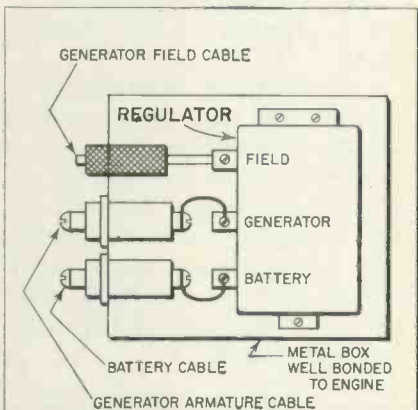 GENERATOR FIELD CABLE
REGULATOR
FIELD
GENERATOR
BATTERY
BATTERY CABLE
METAL BOX
WELL BONDED
TO ENGINE
GENERATOR ARMATURE CABLE